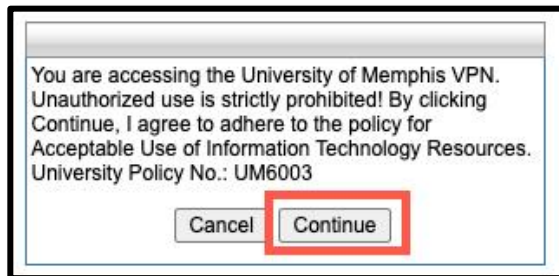 You are accessing the University of Memphis VPN.
Unauthorized use is strictly prohibited! By clicking
Continue, I agree to adhere to the policy for
Acceptable Use of Information Technology Resources.
University Policy No.: UM6003
Cancel Continue